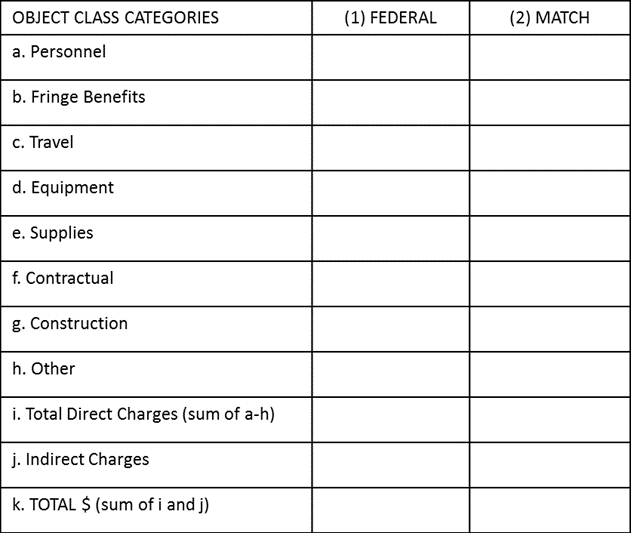 OBJECT CLASS CATEGORIES (1) FEDERAL (2) MATCH
a. Personnel
b. Fringe Benefits
c. Travel
d. Equipment
e. Supplies
f. Contractual
g. Construction
h. Other
i. Total Direct Charges (sum of a-h)
j. Indirect Charges
k. TOTAL $ (sum of i and j)